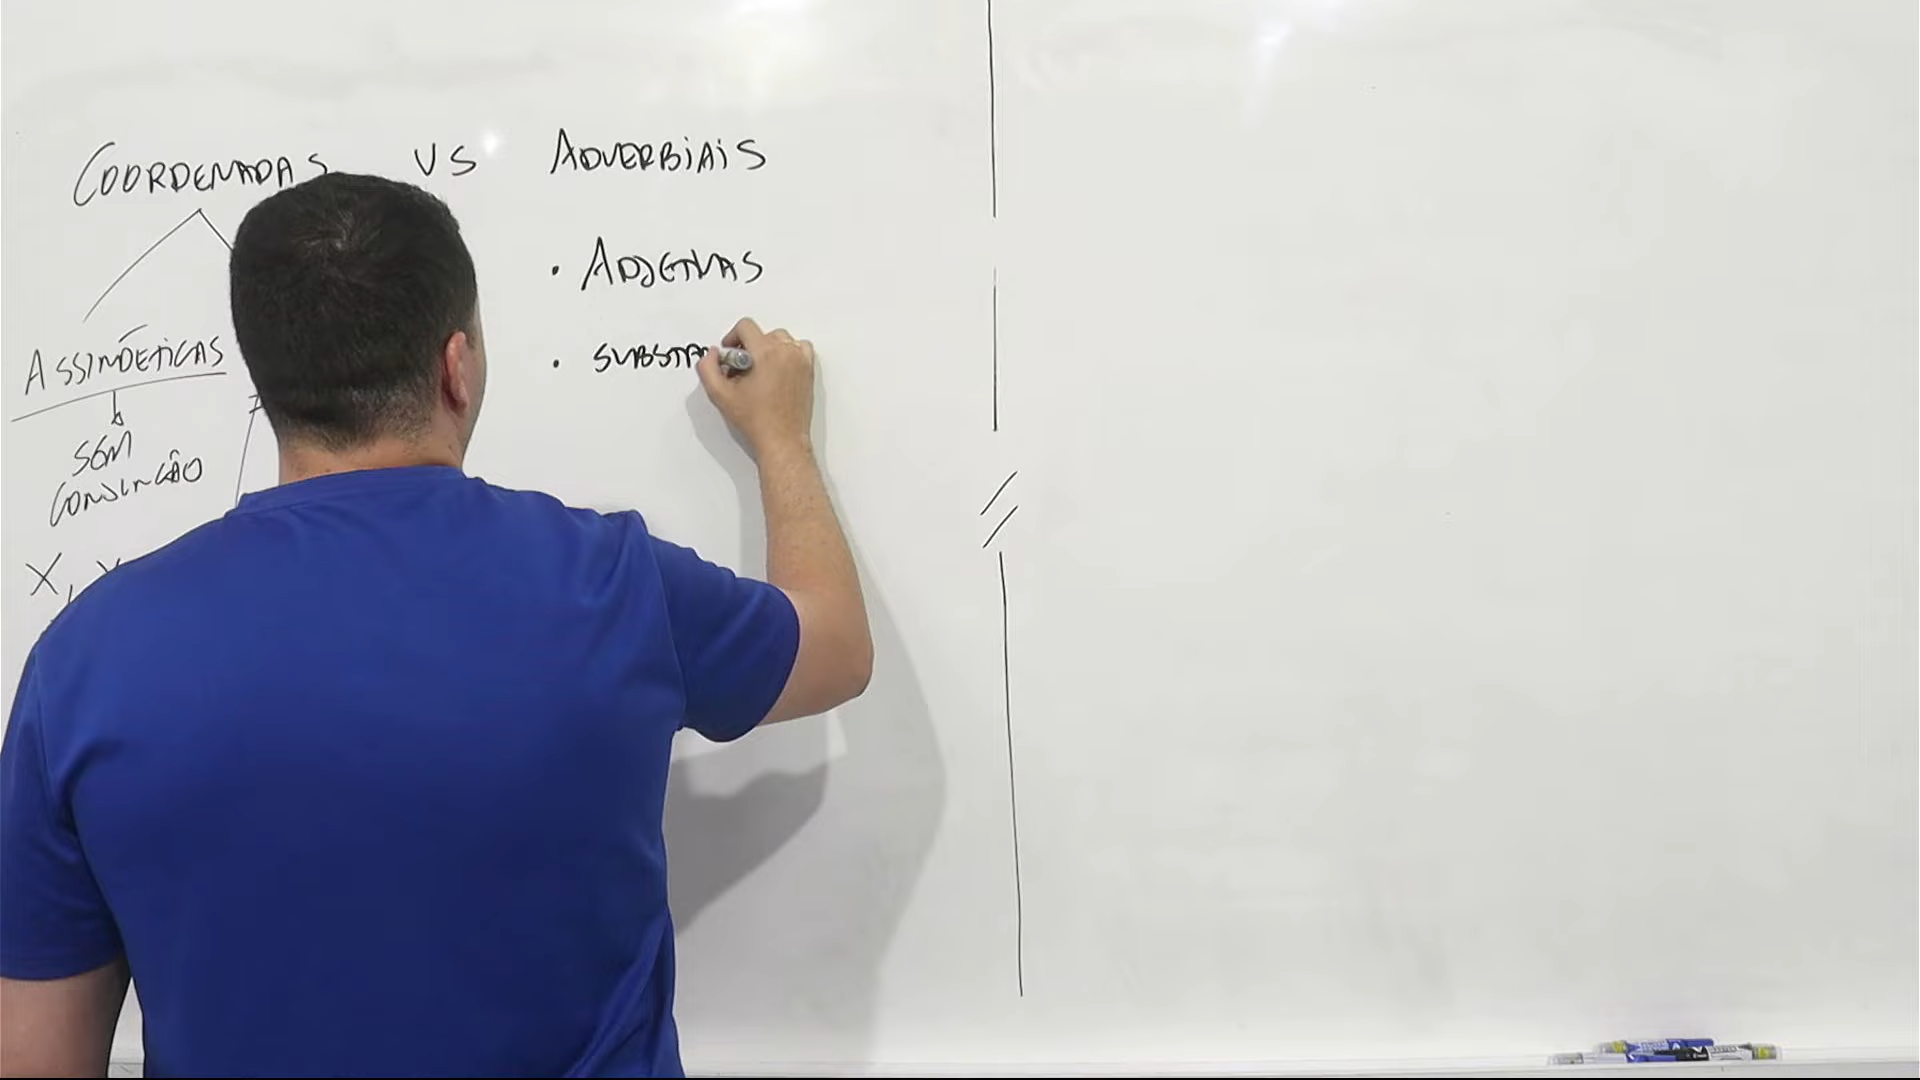 COORDENADAS VS ADVERBIAIS
• ADJETIVAS
ASSINDÉTICAS
• SUBSTA
SEM
CONJUNÇÃO
X,